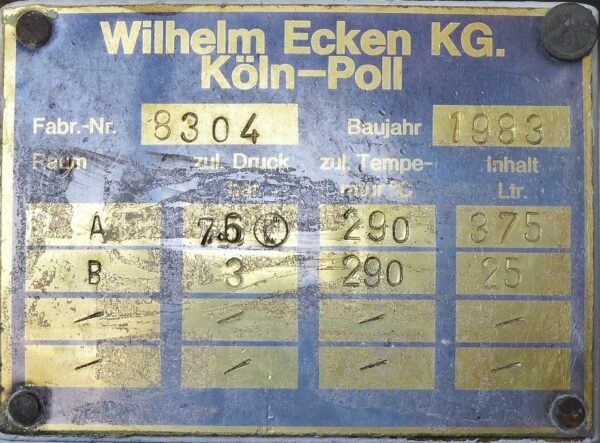 Wilhelm Ecken KG.
Köln-Poll
Fabr.-Nr. 8304 Baujahr 1983
Raum zul. Druck zul. Tempe- Inhalt
bar ratur °C Ltr.
A 290 375
B 3 290 25
- - - -
- - - -